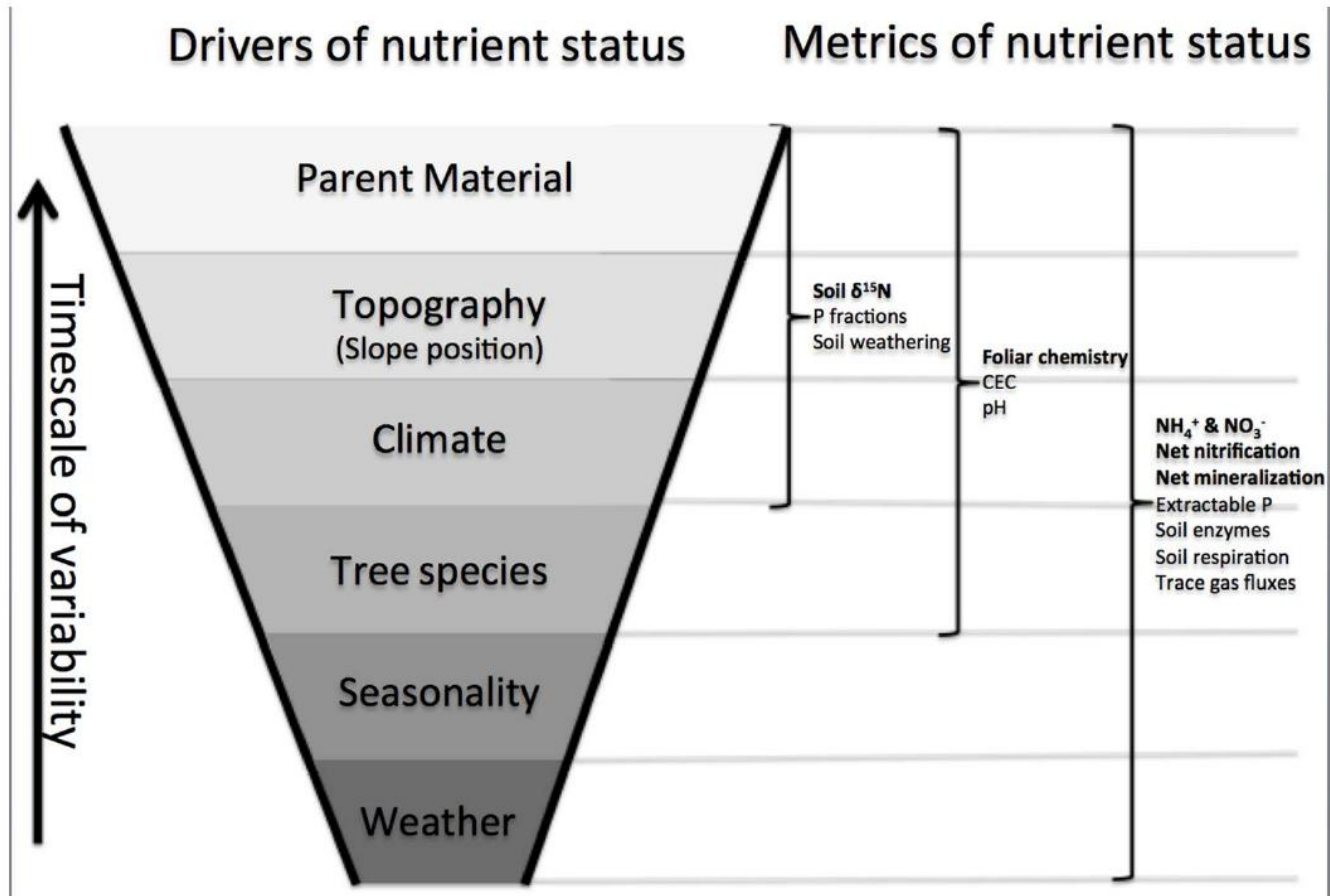 Drivers of nutrient status
Metrics of nutrient status
Timescale of variability
Parent Material
Topography
(Slope position)
Climate
Tree species
Seasonality
Weather
Soil δ¹⁵N
P fractions
Soil weathering
Foliar chemistry
CEC
pH
NH₄⁺ & NO₃⁻
Net nitrification
Net mineralization
Extractable P
Soil enzymes
Soil respiration
Trace gas fluxes